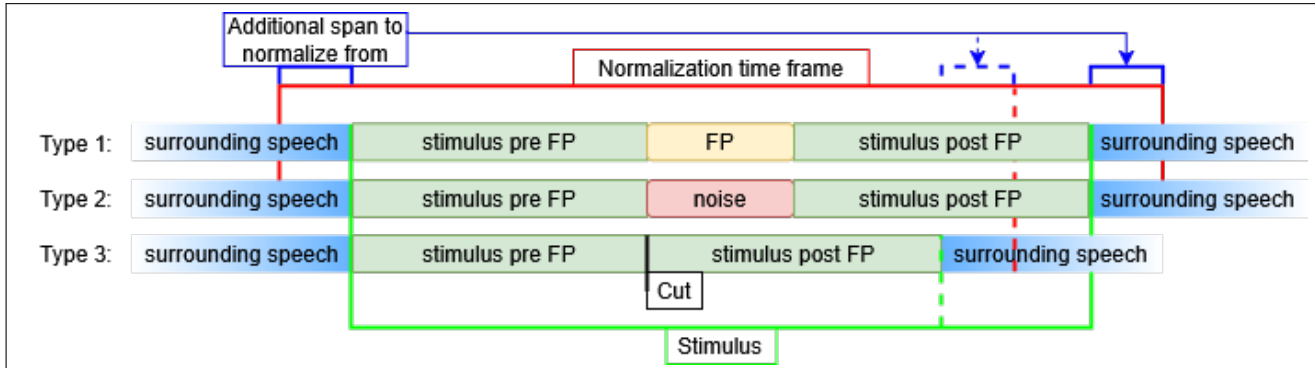 Additional span to
normalize from
Normalization time frame
Type 1: surrounding speech stimulus pre FP FP stimulus post FP surrounding speech
Type 2: surrounding speech stimulus pre FP noise stimulus post FP surrounding speech
Type 3: surrounding speech stimulus pre FP stimulus post FP surrounding speech
Cut
Stimulus